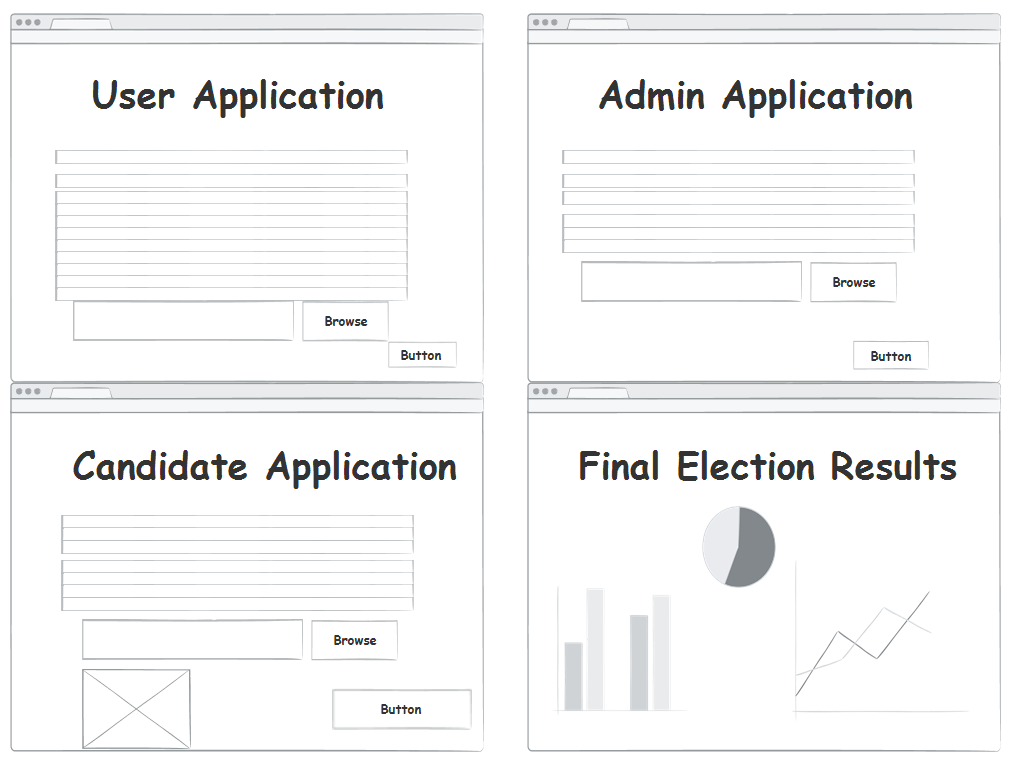 User Application
Browse
Button
Admin Application
Browse
Button
Candidate Application
Browse
Button
Final Election Results